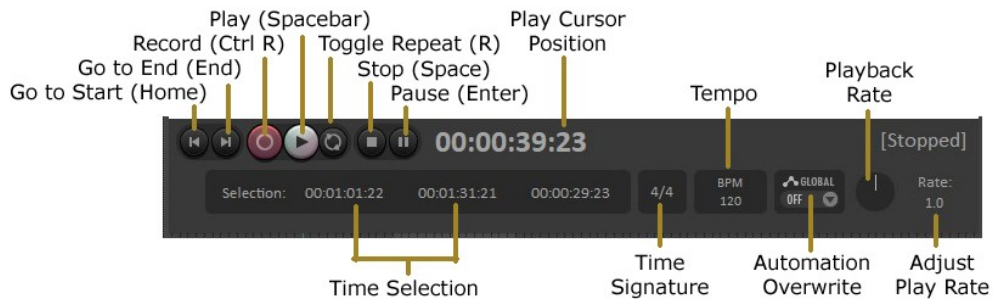 Play (Spacebar)
Play Cursor
Position
Record (Ctrl R)
Toggle Repeat (R)
Go to End (End)
Stop (Space)
Go to Start (Home)
Pause (Enter)
Tempo
Playback
Rate
00:00:39:23
[Stopped]
Selection:
00:01:01:22
00:01:31:21
00:00:29:23
4/4
BPM
120
GLOBAL
OFF
Rate:
1.0
Time Selection
Time
Signature
Automation
Overwrite
Adjust
Play Rate